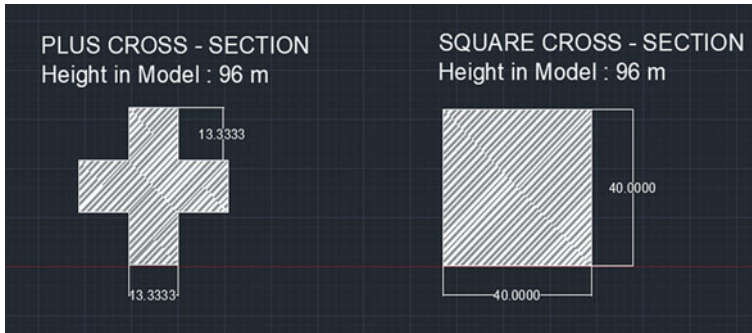 PLUS CROSS - SECTION
Height in Model : 96 m
13.3333
13.3333
SQUARE CROSS - SECTION
Height in Model : 96 m
40.0000
40.0000